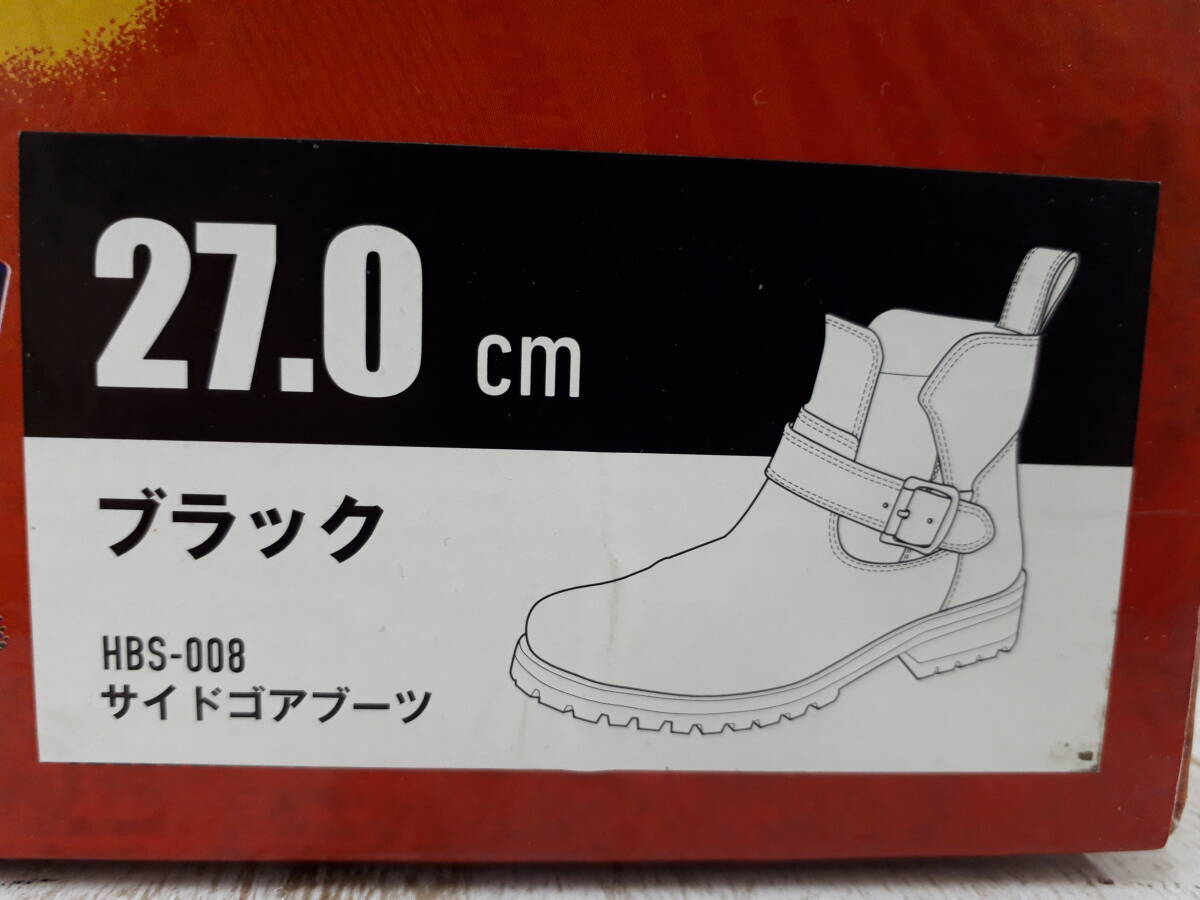 27.0 cm
ブラック
HBS-008
サイドゴアブーツ